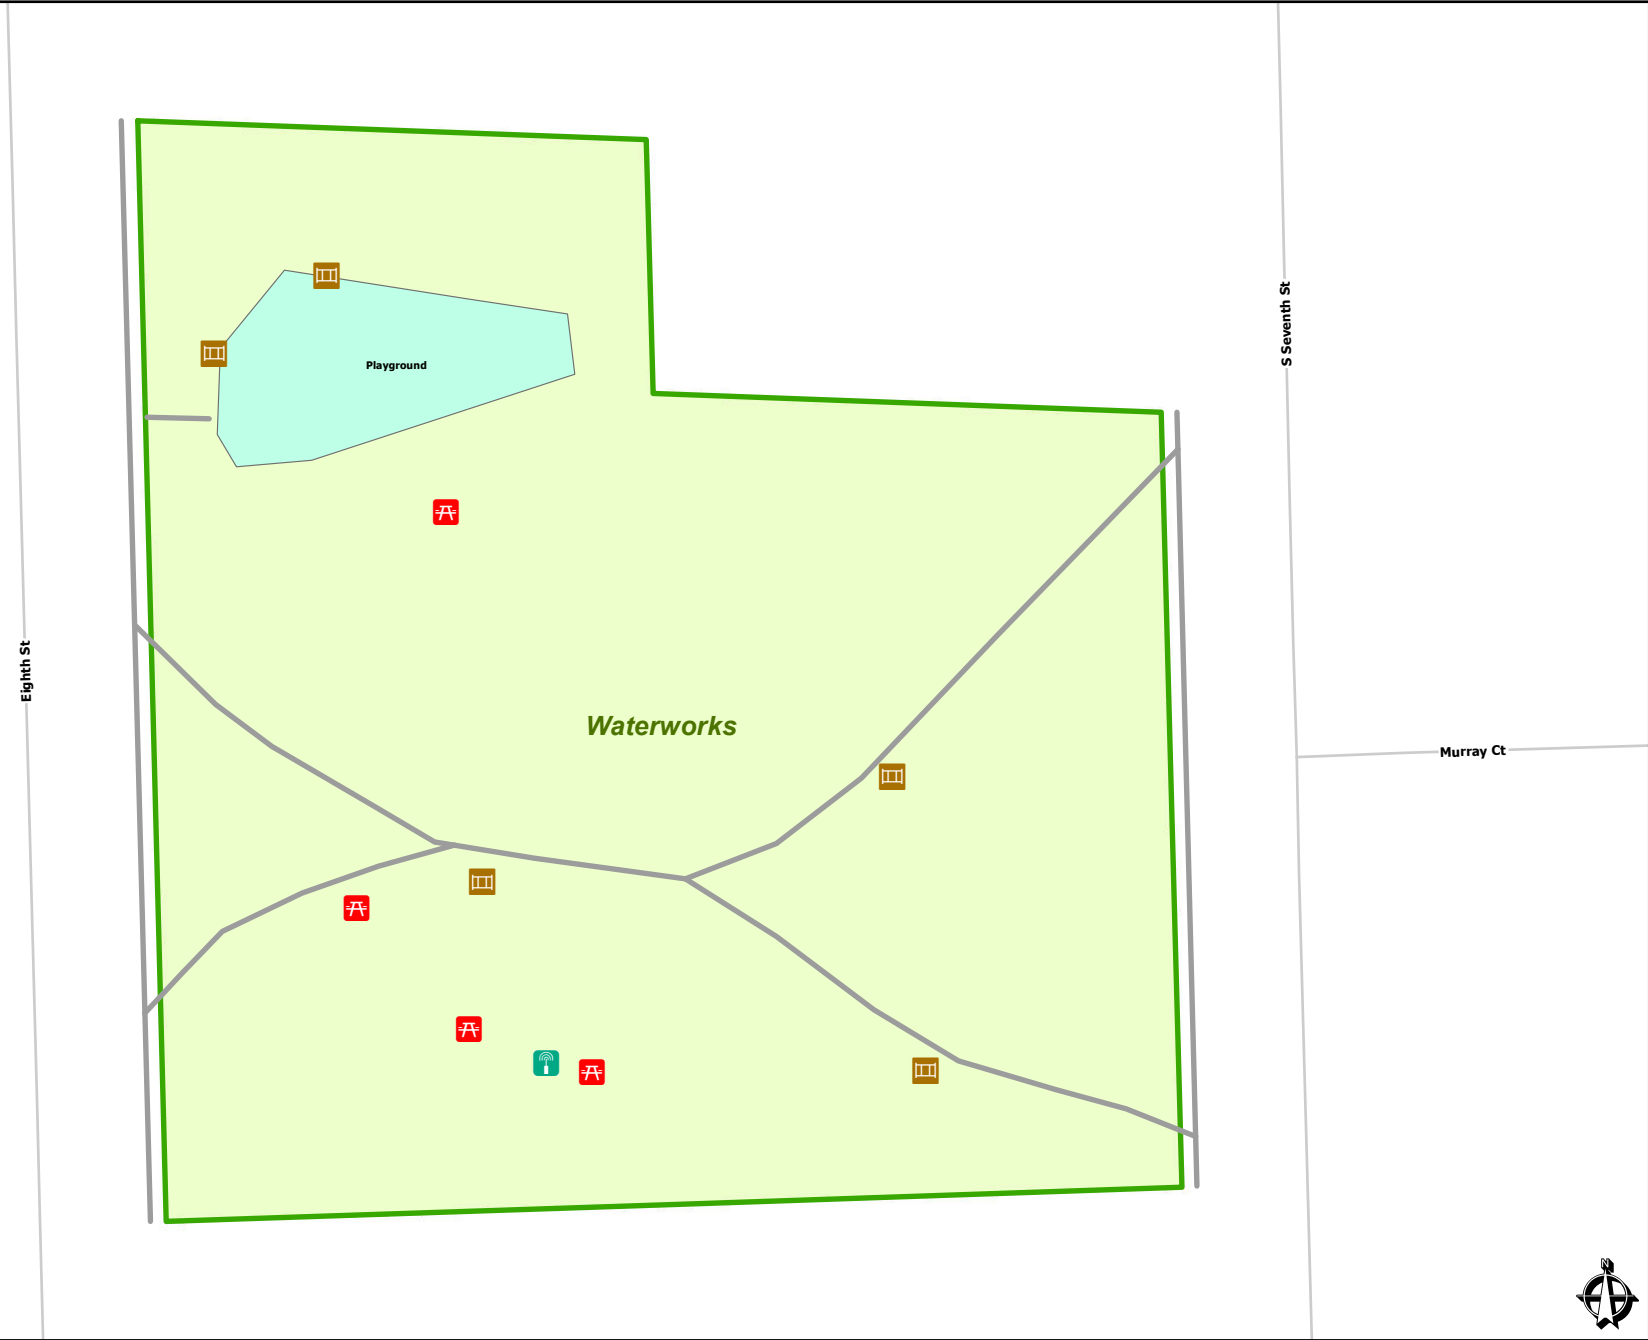 S Seventh St
Playground
Eighth St
Waterworks
Murray Ct
N